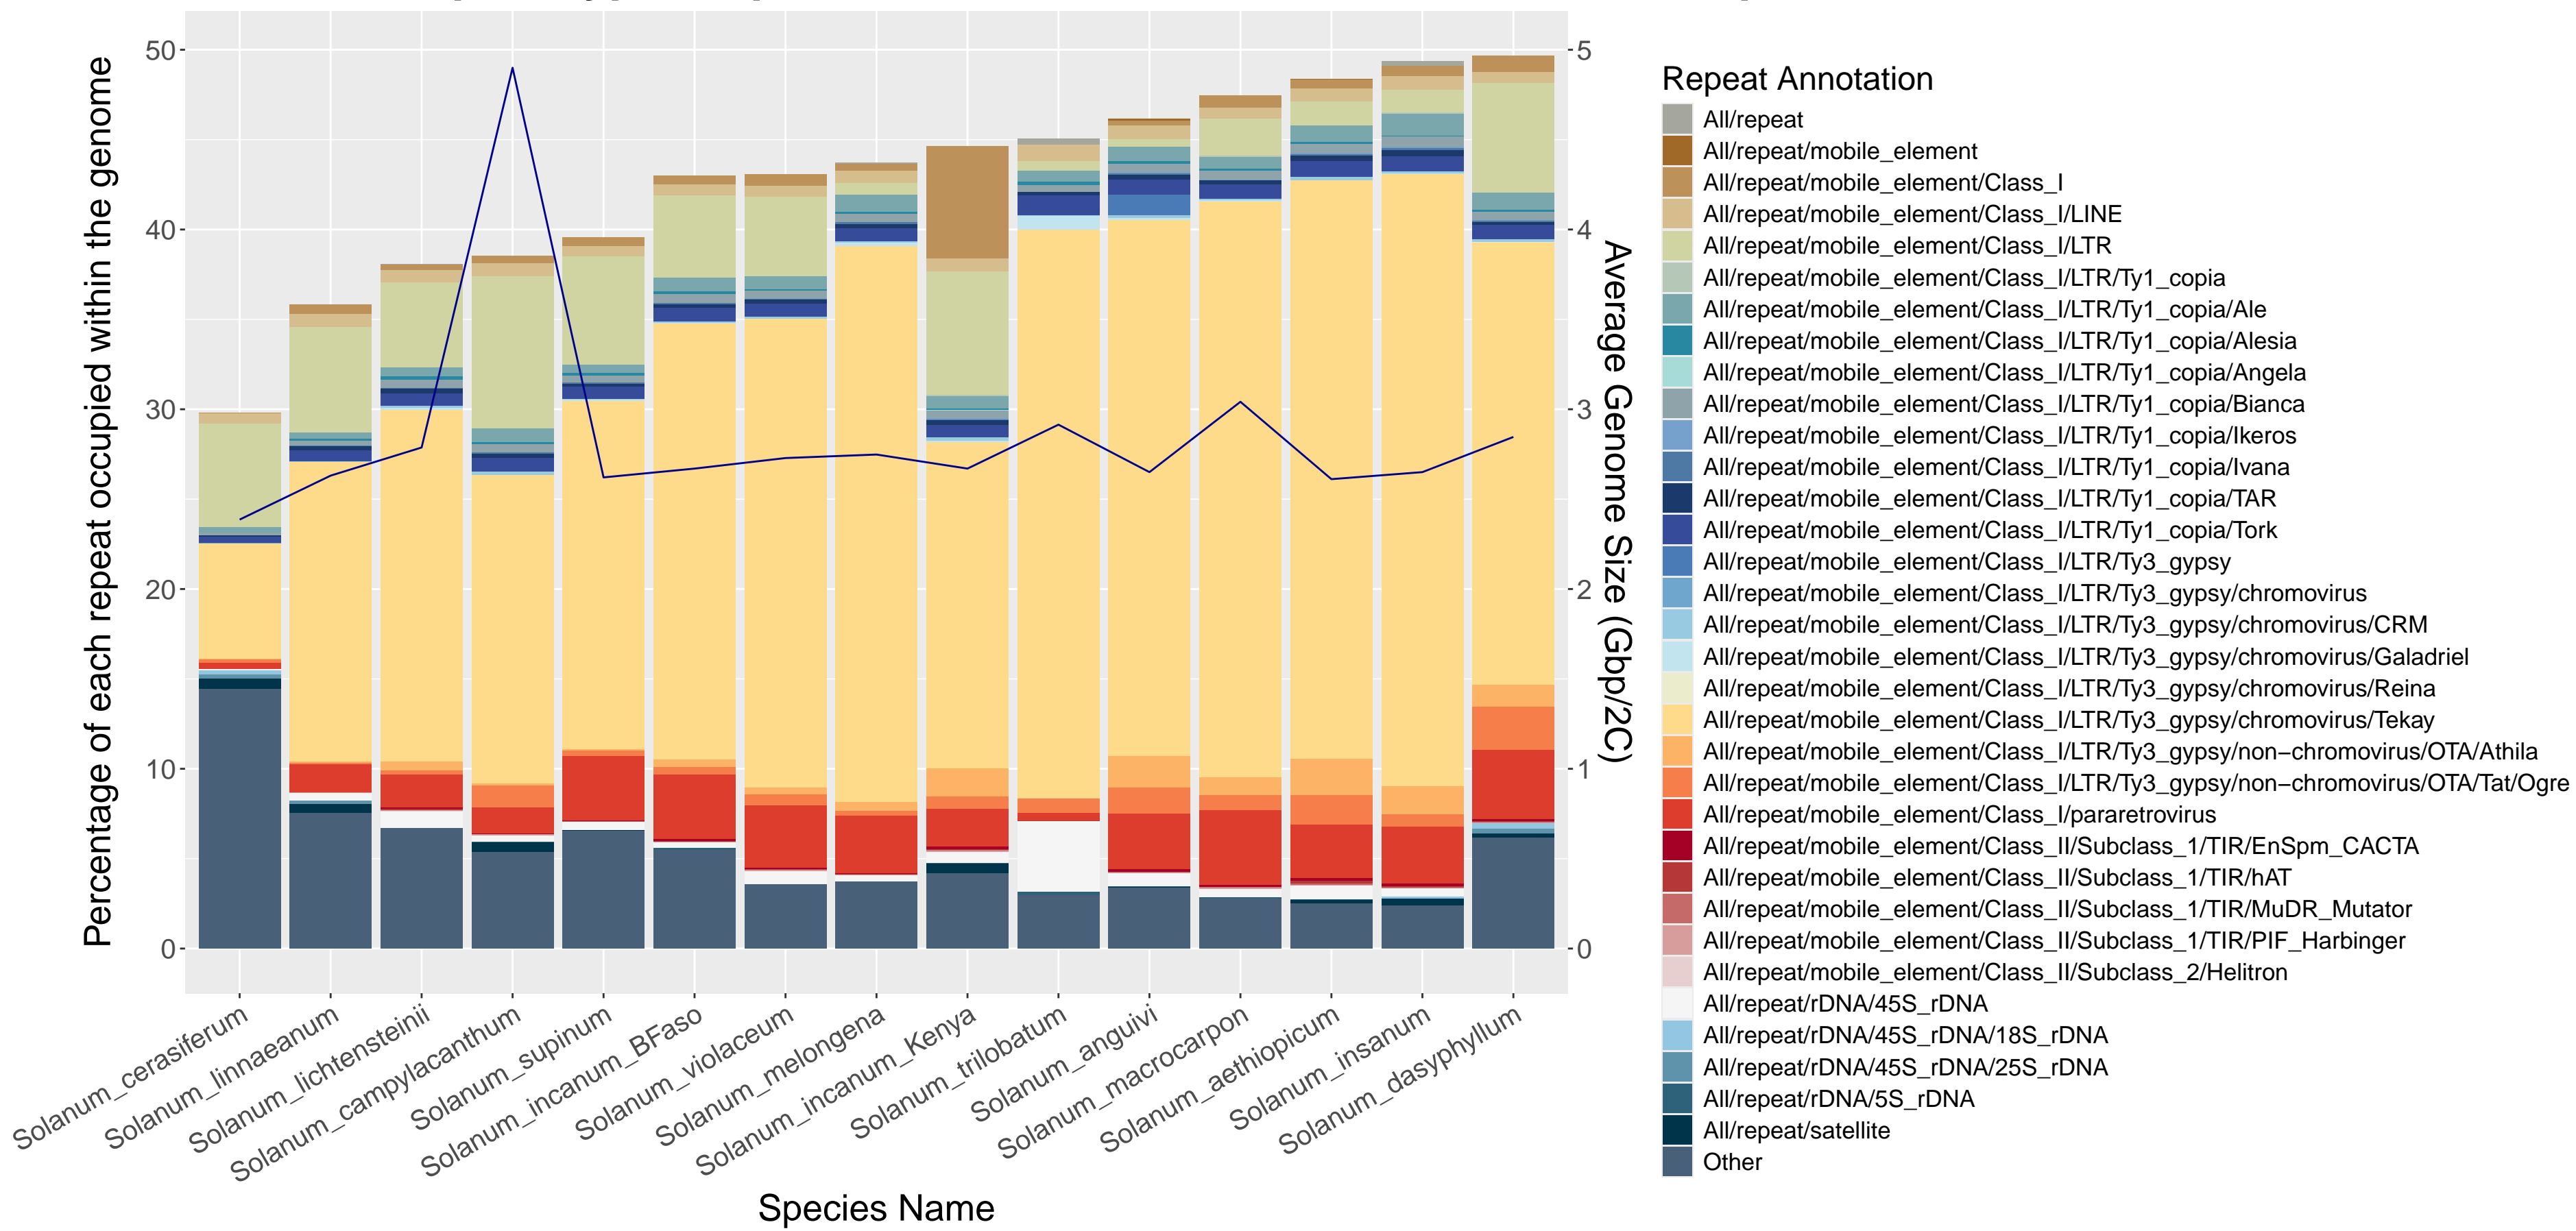 Percentage of each repeat occupied within the genome
50
40
30
20
10
0
5
4
3
2
1
0
Average Genome Size (Gbp/2C)
Solanum_cerasiferum
Solanum_linnaeanum
Solanum_lichtensteinii
Solanum_campylacanthum
Solanum_supinum
Solanum_incanum_BFaso
Solanum_violaceum
Solanum_melongena
Solanum_incanum_Kenya
Solanum_trilobatum
Solanum_anguivi
Solanum_macrocarpon
Solanum_aethiopicum
Solanum_insanum
Solanum_dasyphyllum
Species Name
Repeat Annotation
All/repeat
All/repeat/mobile_element
All/repeat/mobile_element/Class_I
All/repeat/mobile_element/Class_I/LINE
All/repeat/mobile_element/Class_I/LTR
All/repeat/mobile_element/Class_I/LTR/Ty1_copia
All/repeat/mobile_element/Class_I/LTR/Ty1_copia/Ale
All/repeat/mobile_element/Class_I/LTR/Ty1_copia/Alesia
All/repeat/mobile_element/Class_I/LTR/Ty1_copia/Angela
All/repeat/mobile_element/Class_I/LTR/Ty1_copia/Bianca
All/repeat/mobile_element/Class_I/LTR/Ty1_copia/Ikeros
All/repeat/mobile_element/Class_I/LTR/Ty1_copia/Ivana
All/repeat/mobile_element/Class_I/LTR/Ty1_copia/TAR
All/repeat/mobile_element/Class_I/LTR/Ty1_copia/Tork
All/repeat/mobile_element/Class_I/LTR/Ty3_gypsy
All/repeat/mobile_element/Class_I/LTR/Ty3_gypsy/chromovirus
All/repeat/mobile_element/Class_I/LTR/Ty3_gypsy/chromovirus/CRM
All/repeat/mobile_element/Class_I/LTR/Ty3_gypsy/chromovirus/Galadriel
All/repeat/mobile_element/Class_I/LTR/Ty3_gypsy/chromovirus/Reina
All/repeat/mobile_element/Class_I/LTR/Ty3_gypsy/chromovirus/Tekay
All/repeat/mobile_element/Class_I/LTR/Ty3_gypsy/non−chromovirus/OTA/Athila
All/repeat/mobile_element/Class_I/LTR/Ty3_gypsy/non−chromovirus/OTA/Tat/Ogre
All/repeat/mobile_element/Class_I/pararetrovirus
All/repeat/mobile_element/Class_II/Subclass_1/TIR/EnSpm_CACTA
All/repeat/mobile_element/Class_II/Subclass_1/TIR/hAT
All/repeat/mobile_element/Class_II/Subclass_1/TIR/MuDR_Mutator
All/repeat/mobile_element/Class_II/Subclass_1/TIR/PIF_Harbinger
All/repeat/mobile_element/Class_II/Subclass_2/Helitron
All/repeat/rDNA/45S_rDNA
All/repeat/rDNA/45S_rDNA/18S_rDNA
All/repeat/rDNA/45S_rDNA/25S_rDNA
All/repeat/rDNA/5S_rDNA
All/repeat/satellite
Other